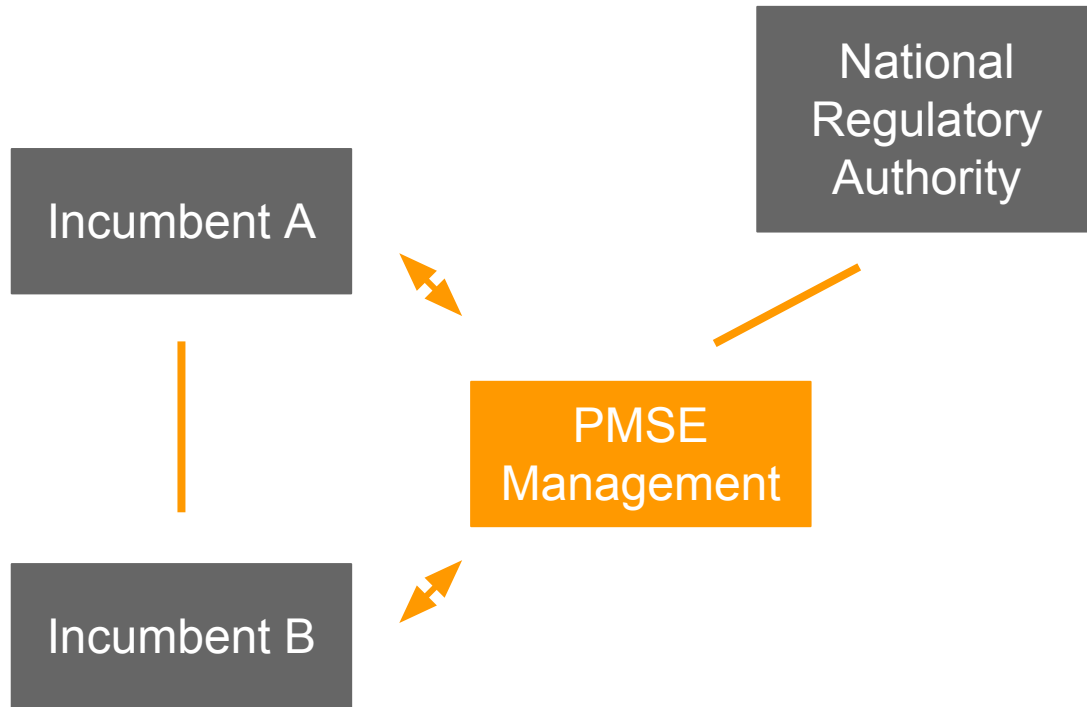 National
Regulatory
Authority
Incumbent A
PMSE
Management
Incumbent B